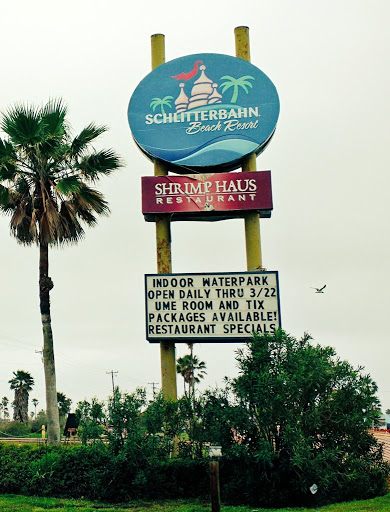 SCHLITTERBAHN
Beach Resort
SHRIMP HAUS
RESTAURANT
INDOOR WATERPARK
OPEN DAILY THRU 3/22
UME ROOM AND TIX
PACKAGES AVAILABLE!
RESTAURANT SPECIALS